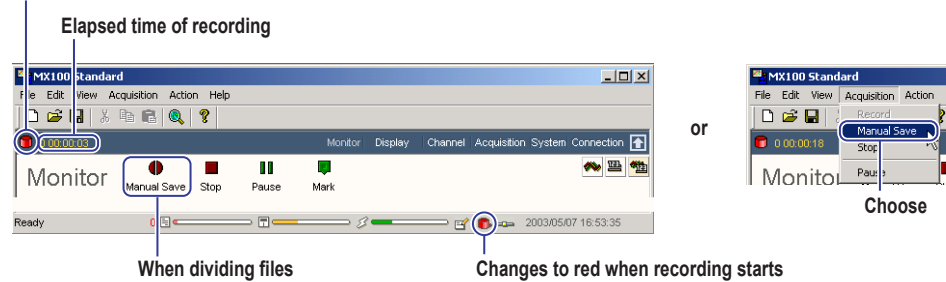 Elapsed time of recording
MX100 Standard
File Edit View Acquisition Action Help
0 00:00:03
Monitor Display Channel Acquisition System Connection
Monitor
Manual Save Stop Pause Mark
Ready
0
2003/05/07 16:53:35
When dividing files
Changes to red when recording starts
or
MX100 Standard
File Edit View Acquisition Action
Record
Manual Save
0 00:00:18
Stop
Pause
Choose